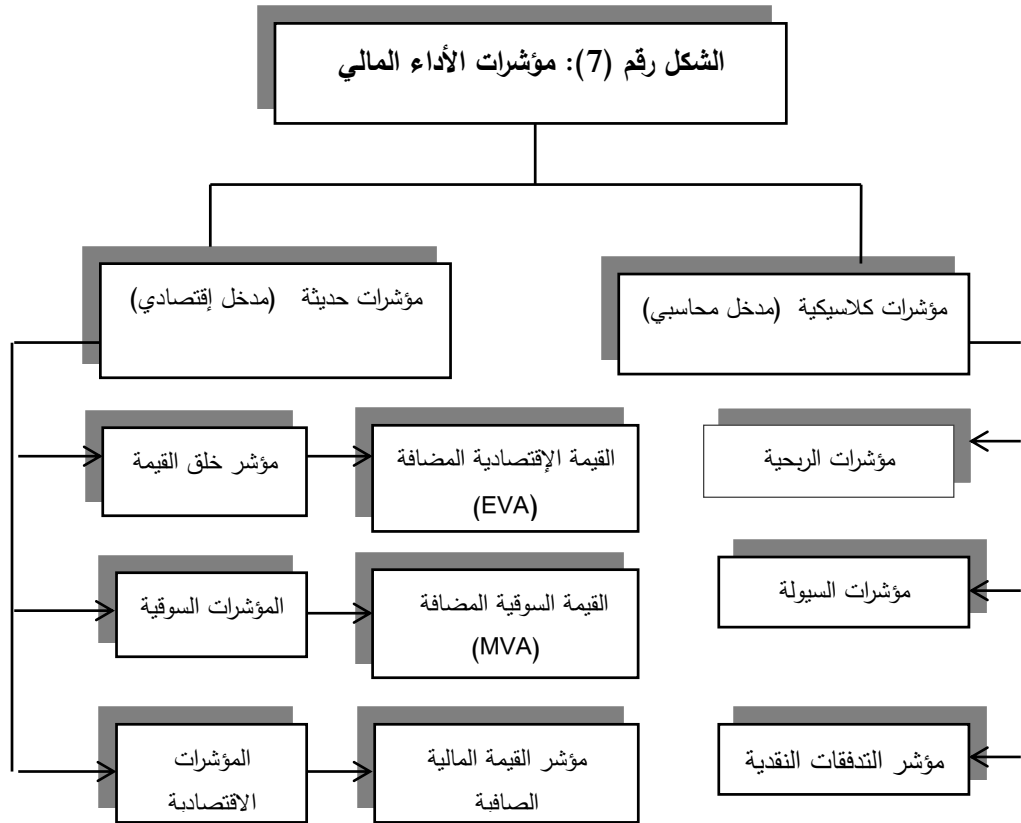 الشكل رقم (7): مؤشرات الأداء المالي
مؤشرات كلاسيكية (مدخل محاسبي)
مؤشرات حديثة (مدخل إقتصادي)
مؤشرات الربحية
مؤشرات السيولة
مؤشر التدفقات النقدية
مؤشر خلق القيمة
القيمة الإقتصادية المضافة
(EVA)
المؤشرات السوقية
القيمة السوقية المضافة
(MVA)
المؤشرات
الاقتصادية
مؤشر القيمة المالية
الصافية